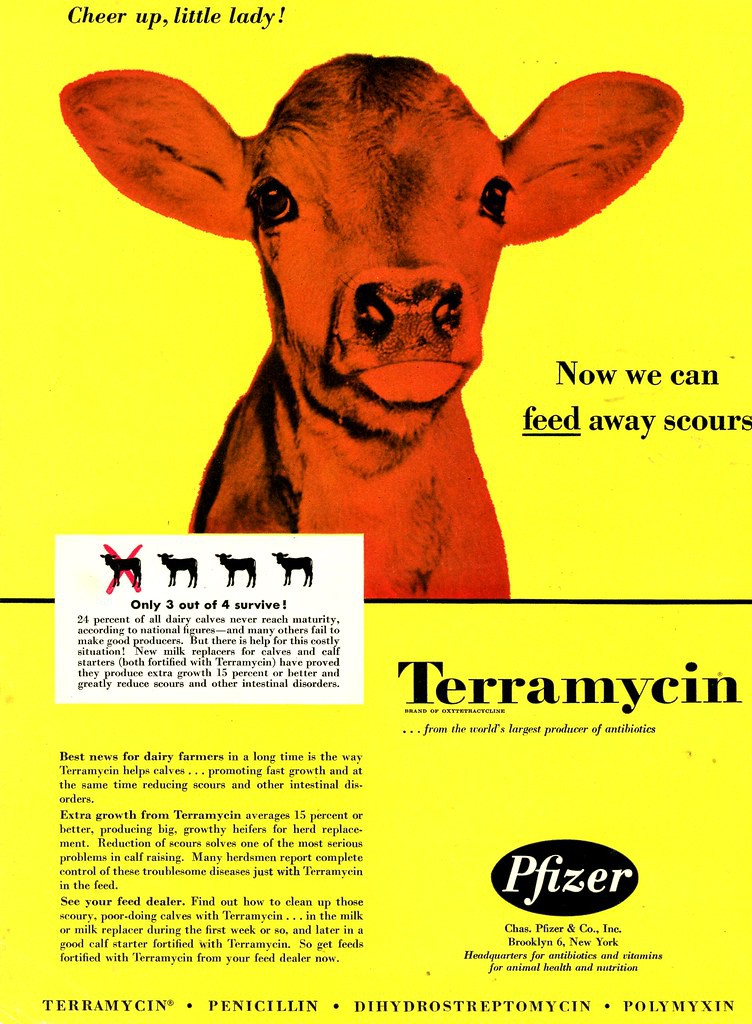 Cheer up, little lady!
Now we can
feed away scours
Only 3 out of 4 survive!
24 percent of all dairy calves never reach maturity,
according to national figures—and many others fail to
make good producers. But there is help for this costly
situation! New milk replacers for calves and calf
starters (both fortified with Terramycin) have proved
they produce extra growth 15 percent or better and
greatly reduce scours and other intestinal disorders.
Terramycin
BRAND OF OXYTETRACYCLINE
. . . from the world's largest producer of antibiotics
Best news for dairy farmers in a long time is the way
Terramycin helps calves . . . promoting fast growth and at
the same time reducing scours and other intestinal dis-
orders.
Extra growth from Terramycin averages 15 percent or
better, producing big, growthy heifers for herd replace-
ment. Reduction of scours solves one of the most serious
problems in calf raising. Many herdsmen report complete
control of these troublesome diseases just with Terramycin
in the feed.
See your feed dealer. Find out how to clean up those
scoury, poor-doing calves with Terramycin . . . in the milk
or milk replacer during the first week or so, and later in a
good calf starter fortified with Terramycin. So get feeds
fortified with Terramycin from your feed dealer now.
Pfizer
Chas. Pfizer & Co., Inc.
Brooklyn 6, New York
Headquarters for antibiotics and vitamins
for animal health and nutrition
TERRAMYCIN® • PENICILLIN • DIHYDROSTREPTOMYCIN • POLYMYXIN